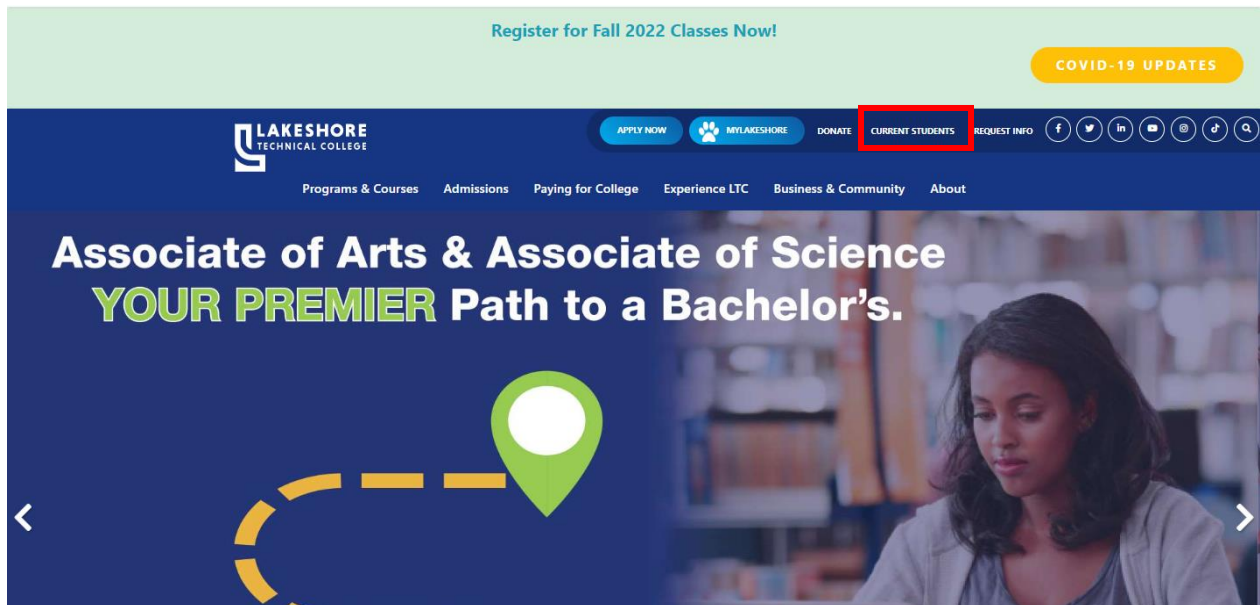 Register for Fall 2022 Classes Now!
COVID-19 UPDATES
LAKESHORE
TECHNICAL COLLEGE
APPLY NOW MYLAKESHORE DONATE CURRENT STUDENTS REQUEST INFO
Programs & Courses Admissions Paying for College Experience LTC Business & Community About
Associate of Arts & Associate of Science
YOUR PREMIER Path to a Bachelor's.